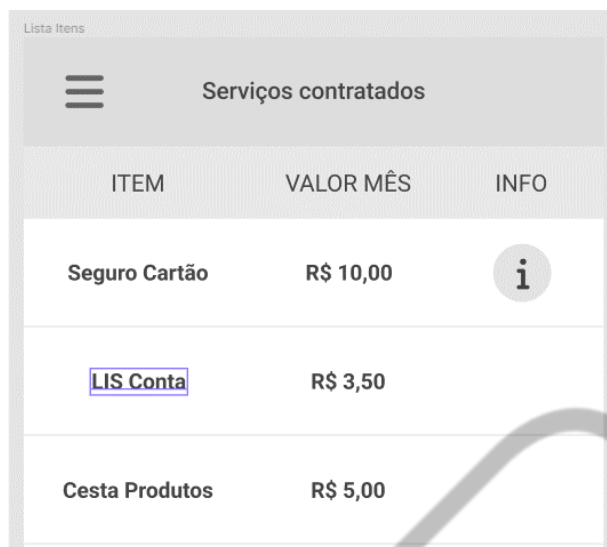 Lista Itens
Serviços contratados
ITEM VALOR MÊS INFO
Seguro Cartão R$ 10,00 i
LIS Conta R$ 3,50
Cesta Produtos R$ 5,00